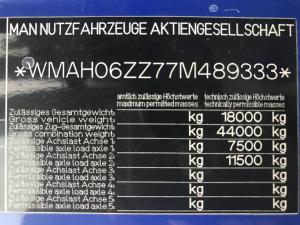 MAN NUTZFAHRZEUGE AKTIENGESELLSCHAFT
*WMAH06ZZ77M489333*
amtlich zulässige Höchstwerte technisch zulässige Höchstwerte
maximum permitted masses technically permissible masses
Zulässiges Gesamtgewicht
Gross vehicle weight kg 18000 kg
Zulässiges Zug-Gesamtgewicht
Gross combination weight kg 44000 kg
Zulässige Achslast Achse 1
Permissible axle load axle 1 kg 7500 kg
Zulässige Achslast Achse 2
Permissible axle load axle 2 kg 11500 kg
Zulässige Achslast Achse 3
Permissible axle load axle 3 kg kg
Zulässige Achslast Achse 4
Permissible axle load axle 4 kg kg
Zulässige Achslast Achse 5
Permissible axle load axle 5 kg kg